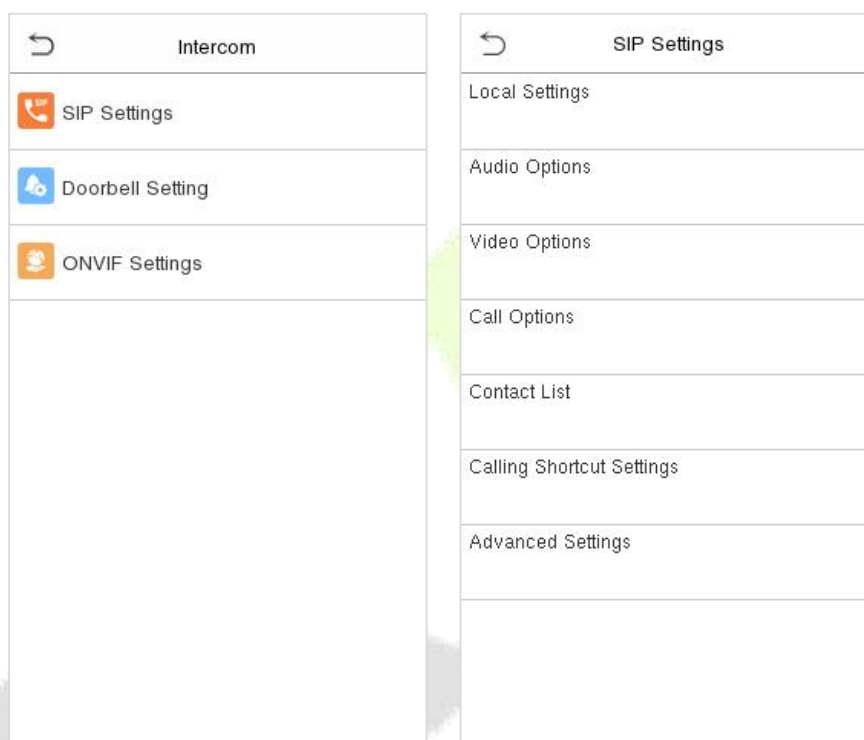 Intercom
SIP Settings
Doorbell Setting
ONVIF Settings
SIP Settings
Local Settings
Audio Options
Video Options
Call Options
Contact List
Calling Shortcut Settings
Advanced Settings